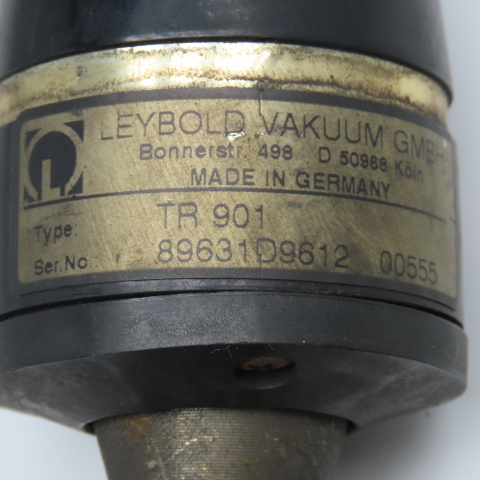 L
LEYBOLD VAKUUM GMBH
Bonnerstr. 498 D 50968 Köln
MADE IN GERMANY
Type: TR 901
Ser.No. 89631D9612 00555